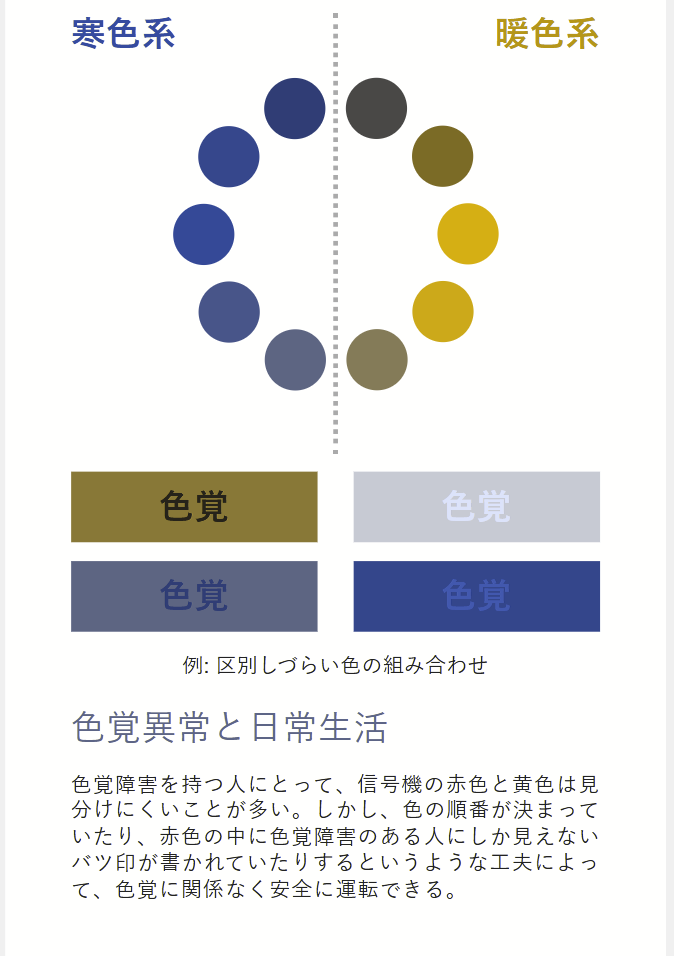 寒色系
暖色系
色覚
色覚
色覚
色覚
例: 区別しづらい色の組み合わせ
色覚異常と日常生活
色覚障害を持つ人にとって、信号機の赤色と黄色は見
分けにくいことが多い。しかし、色の順番が決まって
いたり、赤色の中に色覚障害のある人にしか見えない
バツ印が書かれていたりするというような工夫によっ
て、色覚に関係なく安全に運転できる。